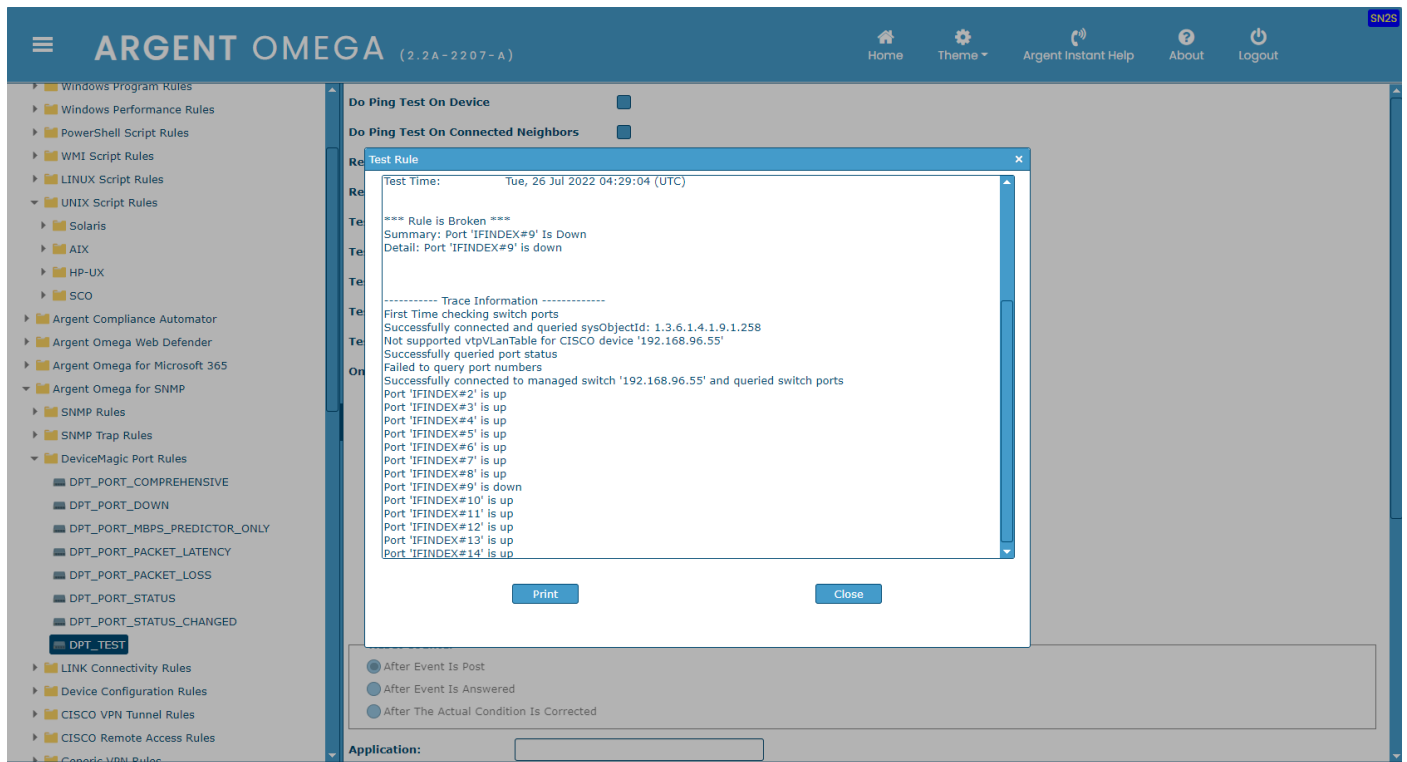 SN2S
ARGENT OMEGA (2.2A-2207-A)
Home
Theme
Argent Instant Help
About
Logout
Windows Program Rules
Windows Performance Rules
PowerShell Script Rules
WMI Script Rules
LINUX Script Rules
UNIX Script Rules
Solaris
AIX
HP-UX
SCO
Argent Compliance Automator
Argent Omega Web Defender
Argent Omega for Microsoft 365
Argent Omega for SNMP
SNMP Rules
SNMP Trap Rules
DeviceMagic Port Rules
DPT_PORT_COMPREHENSIVE
DPT_PORT_DOWN
DPT_PORT_MBPS_PREDICTOR_ONLY
DPT_PORT_PACKET_LATENCY
DPT_PORT_PACKET_LOSS
DPT_PORT_STATUS
DPT_PORT_STATUS_CHANGED
DPT_TEST
LINK Connectivity Rules
Device Configuration Rules
CISCO VPN Tunnel Rules
CISCO Remote Access Rules
Generic VPN Rules
Do Ping Test On Device
Do Ping Test On Connected Neighbors
Re
Re
Te
Te
Te
Te
Te
On
Test Rule
×
Test Time: Tue, 26 Jul 2022 04:29:04 (UTC)
*** Rule is Broken ***
Summary: Port 'IFINDEX#9' Is Down
Detail: Port 'IFINDEX#9' is down
----------- Trace Information -------------
First Time checking switch ports
Successfully connected and queried sysObjectId: 1.3.6.1.4.1.9.1.258
Not supported vtpVLanTable for CISCO device '192.168.96.55'
Successfully queried port status
Failed to query port numbers
Successfully connected to managed switch '192.168.96.55' and queried switch ports
Port 'IFINDEX#2' is up
Port 'IFINDEX#3' is up
Port 'IFINDEX#4' is up
Port 'IFINDEX#5' is up
Port 'IFINDEX#6' is up
Port 'IFINDEX#7' is up
Port 'IFINDEX#8' is up
Port 'IFINDEX#9' is down
Port 'IFINDEX#10' is up
Port 'IFINDEX#11' is up
Port 'IFINDEX#12' is up
Port 'IFINDEX#13' is up
Port 'IFINDEX#14' is up
Print
Close
After Event Is Post
After Event Is Answered
After The Actual Condition Is Corrected
Application: